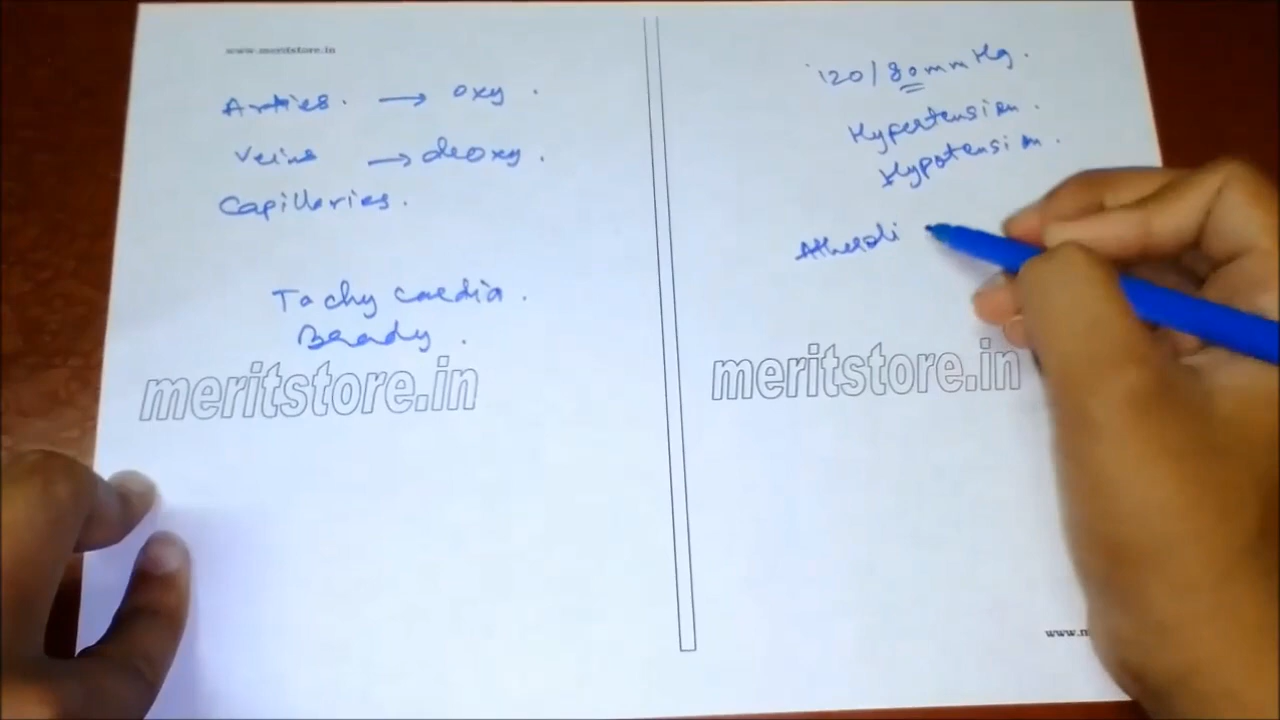 www.meritstore.in
Arties. → oxy.
Veins → deoxy.
Capillaries.
Tachy cardia.
Brady.
meritstore.in
120/80mmHg.
Hypertension.
Hypotension.
meritstore.in
www.m